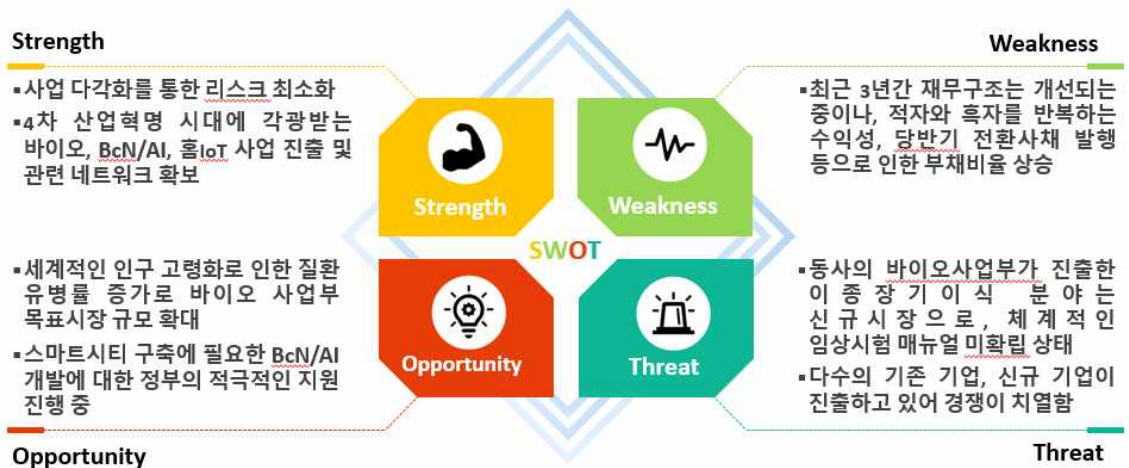 Strength
▪사업 다각화를 통한 리스크 최소화
▪4차 산업혁명 시대에 각광받는
바이오, BcN/AI, 홈IoT 사업 진출 및
관련 네트워크 확보
Weakness
▪최근 3년간 재무구조는 개선되는
중이나, 적자와 흑자를 반복하는
수익성, 당반기 전환사채 발행
등으로 인한 부채비율 상승
Strength
Weakness
SWOT
Opportunity
Threat
▪세계적인 인구 고령화로 인한 질환
유병률 증가로 바이오 사업부
목표시장 규모 확대
▪스마트시티 구축에 필요한 BcN/AI
개발에 대한 정부의 적극적인 지원
진행 중
Opportunity
▪동사의 바이오사업부가 진출한
이종장기이식 분야는
신규시장으로, 체계적인
임상시험 매뉴얼 미확립 상태
▪다수의 기존 기업, 신규 기업이
진출하고 있어 경쟁이 치열함
Threat